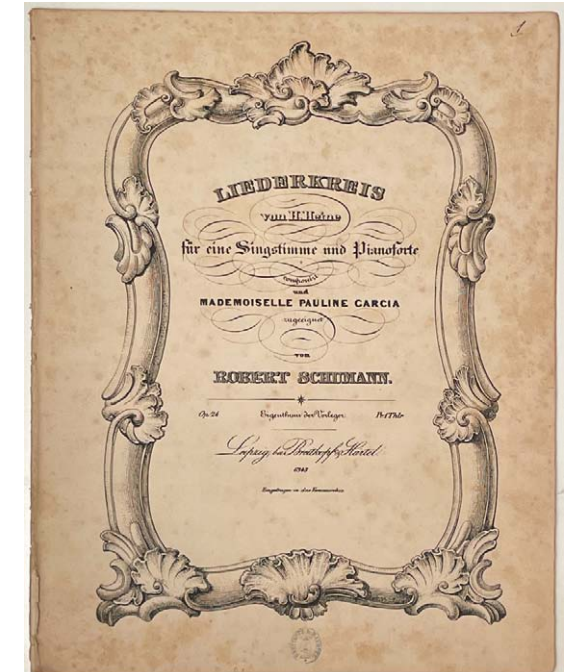 LIEDERKREIS
von H. Heine
für eine Singstimme und Pianoforte
componirt
und
MADEMOISELLE PAULINE GARCIA
zugeeignet
von
ROBERT SCHUMANN.
Op. 24 Eigenthum der Verleger. Pr. 1 Thlr.
Leipzig, bei Breitkopf & Härtel